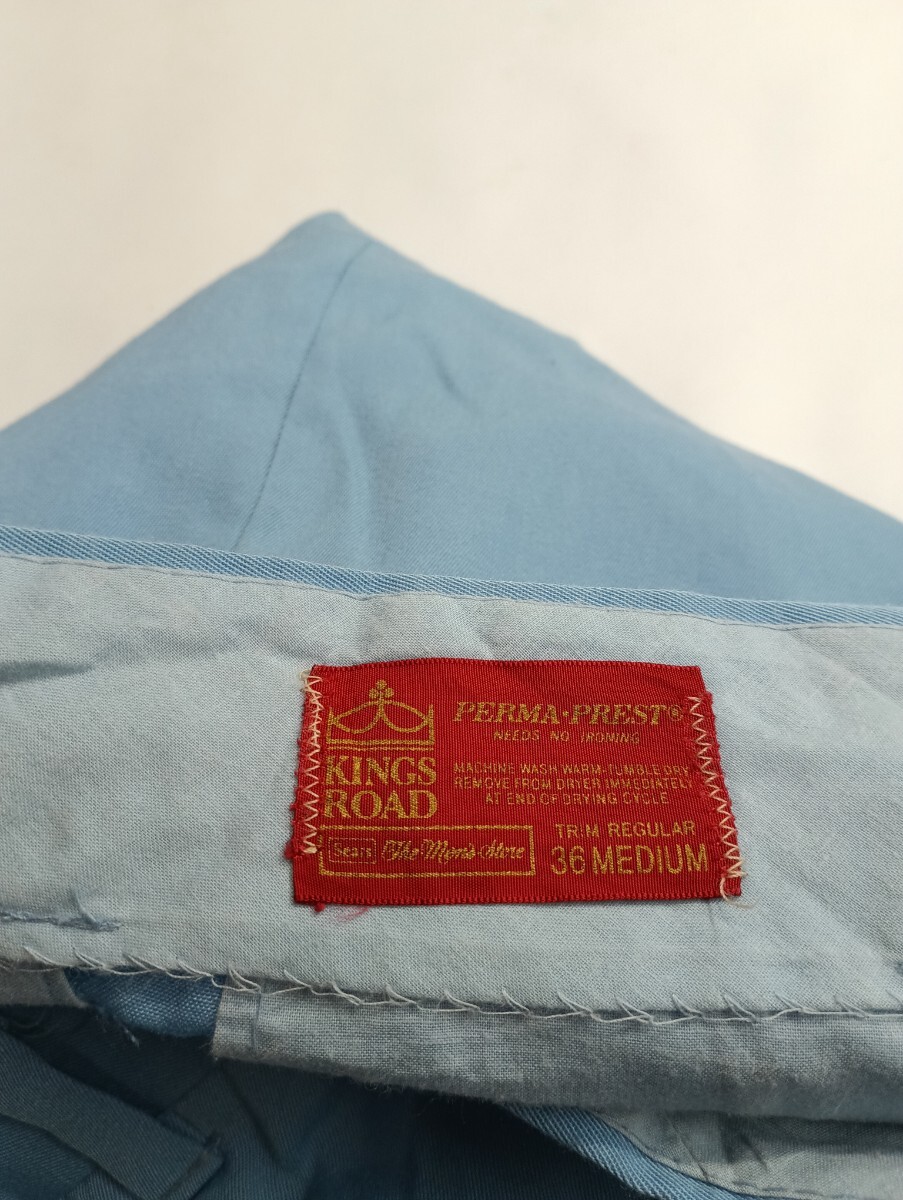 KINGS
ROAD
Sears The Men's Store
PERMA·PREST®
NEEDS NO IRONING
MACHINE WASH WARM-TUMBLE DRY
REMOVE FROM DRYER IMMEDIATELY
AT END OF DRYING CYCLE
TRIM REGULAR
36 MEDIUM